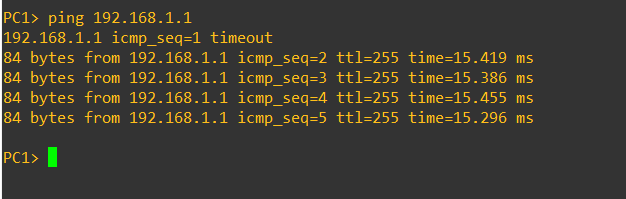 PC1> ping 192.168.1.1
192.168.1.1 icmp_seq=1 timeout
84 bytes from 192.168.1.1 icmp_seq=2 ttl=255 time=15.419 ms
84 bytes from 192.168.1.1 icmp_seq=3 ttl=255 time=15.386 ms
84 bytes from 192.168.1.1 icmp_seq=4 ttl=255 time=15.455 ms
84 bytes from 192.168.1.1 icmp_seq=5 ttl=255 time=15.296 ms
PC1>